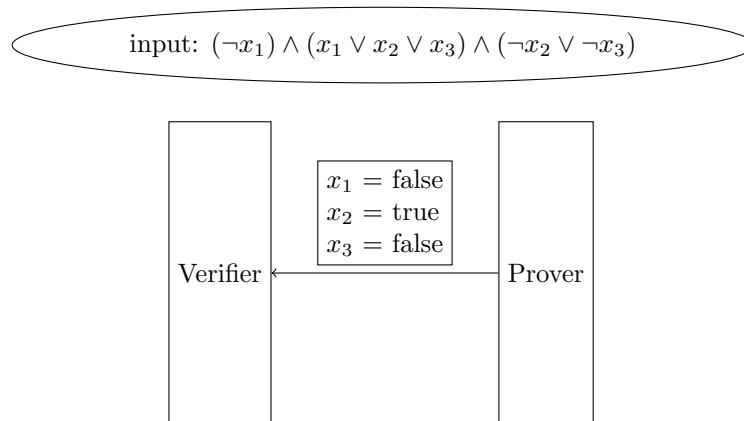 input: (¬x₁) ∧ (x₁ ∨ x₂ ∨ x₃) ∧ (¬x₂ ∨ ¬x₃)
x₁ = false
x₂ = true
x₃ = false
Verifier
Prover